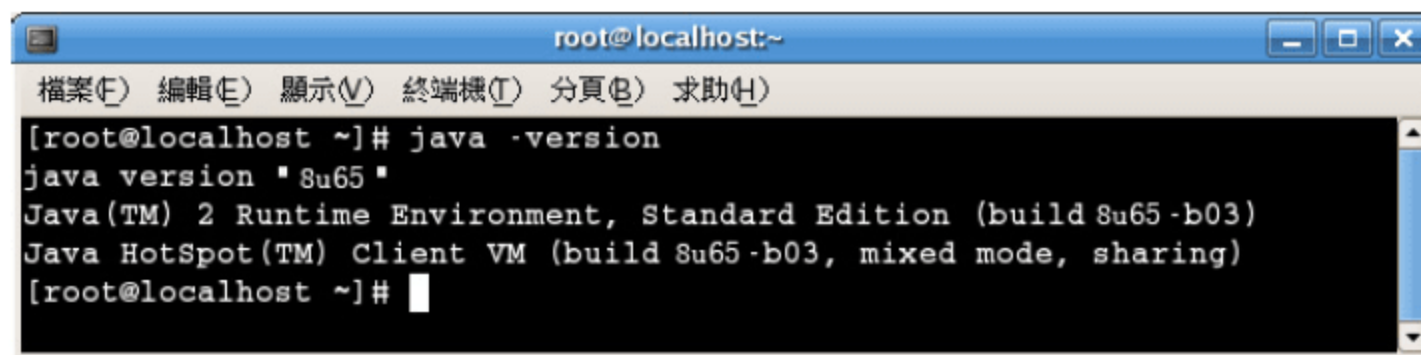 root@localhost:~
檔案(F) 編輯(E) 顯示(V) 終端機(T) 分頁(B) 求助(H)
[root@localhost ~]# java -version
java version "8u65"
Java(TM) 2 Runtime Environment, Standard Edition (build 8u65-b03)
Java HotSpot(TM) Client VM (build 8u65-b03, mixed mode, sharing)
[root@localhost ~]#